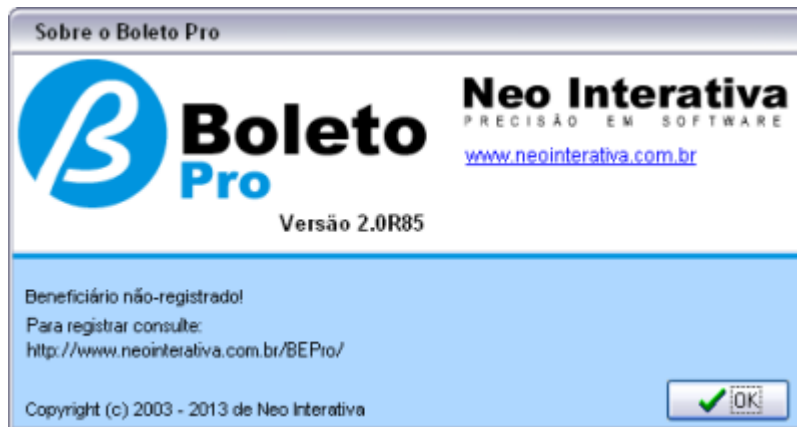 Sobre o Boleto Pro
β Boleto
Pro
Versão 2.0R85
Neo Interativa
PRECISÃO EM SOFTWARE
www.neointerativa.com.br
Beneficiário não-registrado!
Para registrar consulte:
http://www.neointerativa.com.br/BEPro/
Copyright (c) 2003 - 2013 de Neo Interativa
OK